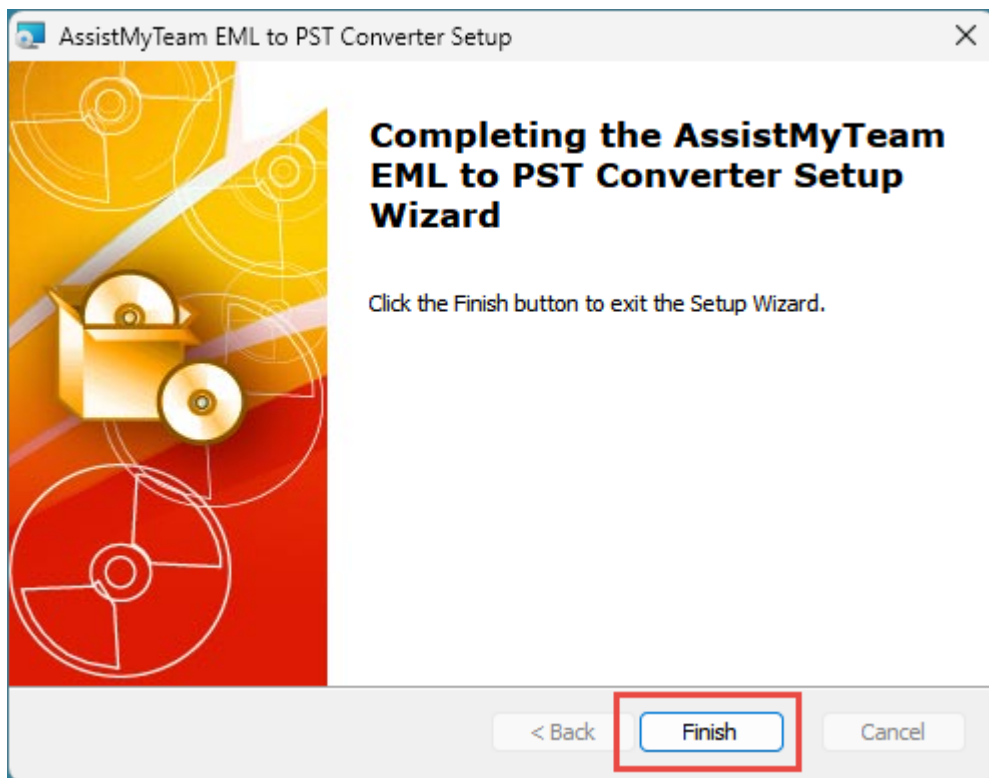 AssistMyTeam EML to PST Converter Setup
Completing the AssistMyTeam
EML to PST Converter Setup
Wizard
Click the Finish button to exit the Setup Wizard.
< Back Finish Cancel